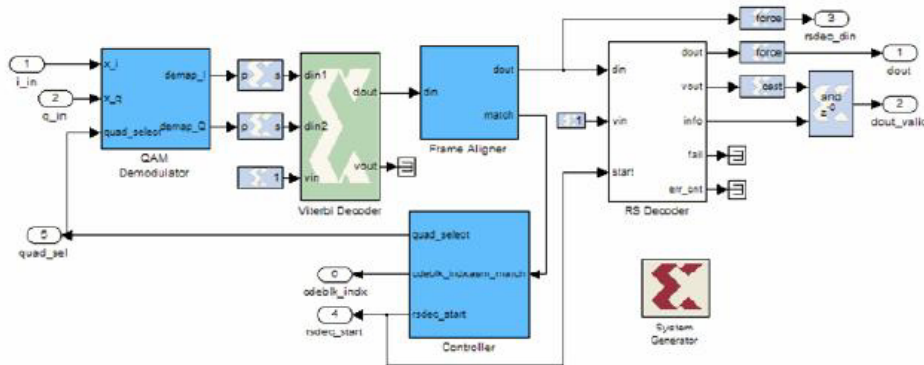 1
i_in
2
q_in
x_i
x_q
quad_select
demap_I
demap_Q
QAM
Demodulator
p s
p s
1
din1
din2
vin
dout
vout
Viterbi Decoder
din
dout
match
Frame Aligner
1
din
vin
start
dout
vout
info
fail
err_cnt
RS Decoder
force
3
rsdec_din
force
1
dout
cast
and
z⁻⁰
2
dout_valid
quad_select
rsdec_start
Controller
5
quad_sel
cdeblk_indx
4
rsdec_start
System
Generator